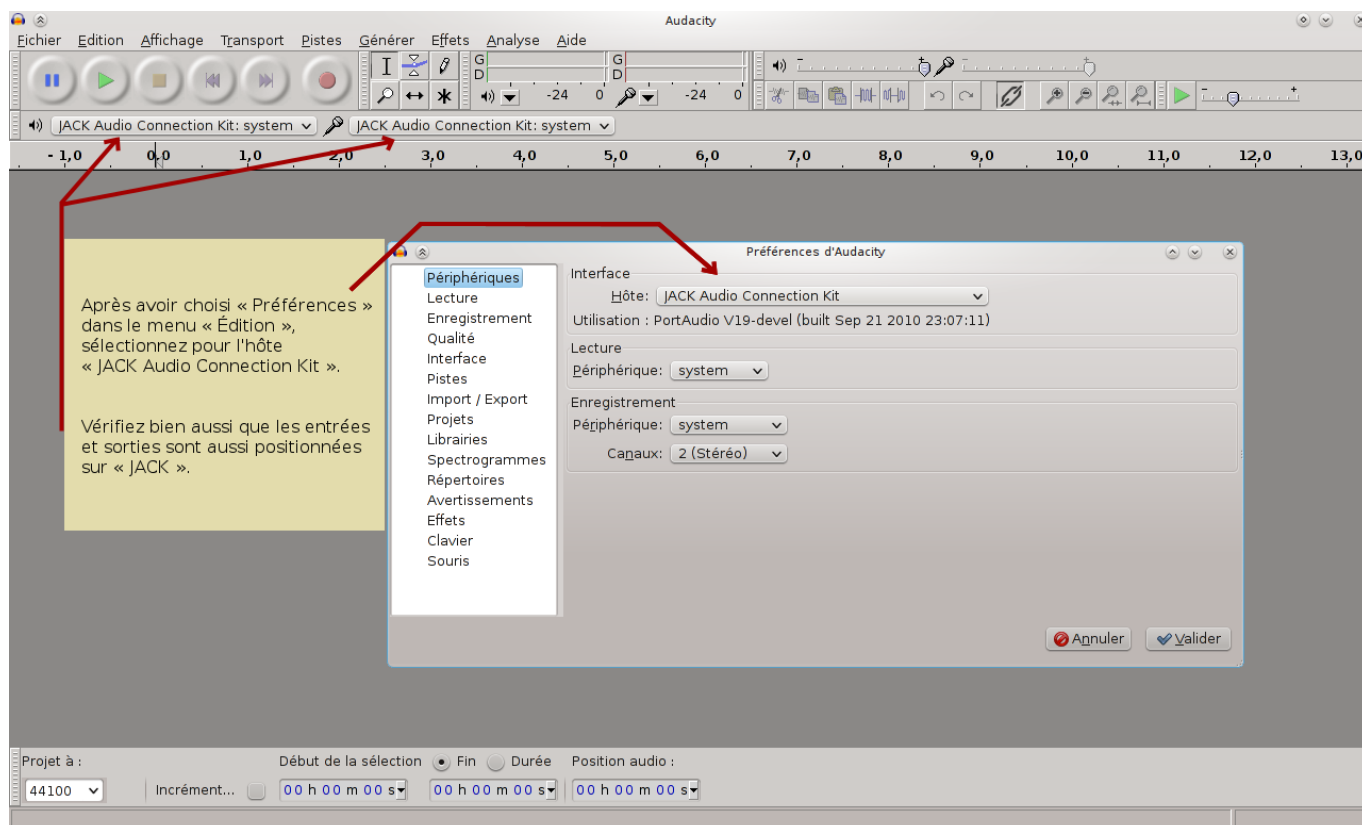 Audacity
Fichier Edition Affichage Transport Pistes Générer Effets Analyse Aide
G
D
-24 0
G
D
-24 0
JACK Audio Connection Kit: system
JACK Audio Connection Kit: system
- 1,0 0,0 1,0 2,0 3,0 4,0 5,0 6,0 7,0 8,0 9,0 10,0 11,0 12,0 13,0
Après avoir choisi « Préférences »
dans le menu « Édition »,
sélectionnez pour l'hôte
« JACK Audio Connection Kit ».
Vérifiez bien aussi que les entrées
et sorties sont aussi positionnées
sur « JACK ».
Préférences d'Audacity
Périphériques
Lecture
Enregistrement
Qualité
Interface
Pistes
Import / Export
Projets
Librairies
Spectrogrammes
Répertoires
Avertissements
Effets
Clavier
Souris
Interface
Hôte: JACK Audio Connection Kit
Utilisation : PortAudio V19-devel (built Sep 21 2010 23:07:11)
Lecture
Périphérique: system
Enregistrement
Périphérique: system
Canaux: 2 (Stéréo)
Annuler Valider
Projet à : Début de la sélection Fin Durée Position audio :
44100 Incrément... 00 h 00 m 00 s 00 h 00 m 00 s 00 h 00 m 00 s